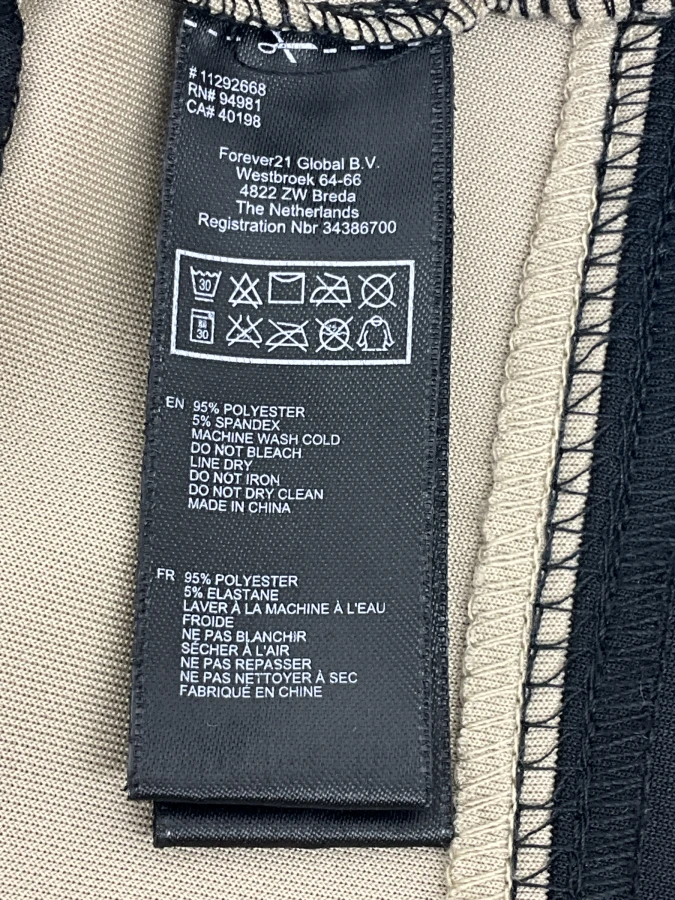 # 11292668
RN# 94981
CA# 40198
Forever21 Global B.V.
Westbroek 64-66
4822 ZW Breda
The Netherlands
Registration Nbr 34386700
30
30
EN 95% POLYESTER
5% SPANDEX
MACHINE WASH COLD
DO NOT BLEACH
LINE DRY
DO NOT IRON
DO NOT DRY CLEAN
MADE IN CHINA
FR 95% POLYESTER
5% ELASTANE
LAVER À LA MACHINE À L'EAU
FROIDE
NE PAS BLANCHIR
SÉCHER À L'AIR
NE PAS REPASSER
NE PAS NETTOYER À SEC
FABRIQUÉ EN CHINE